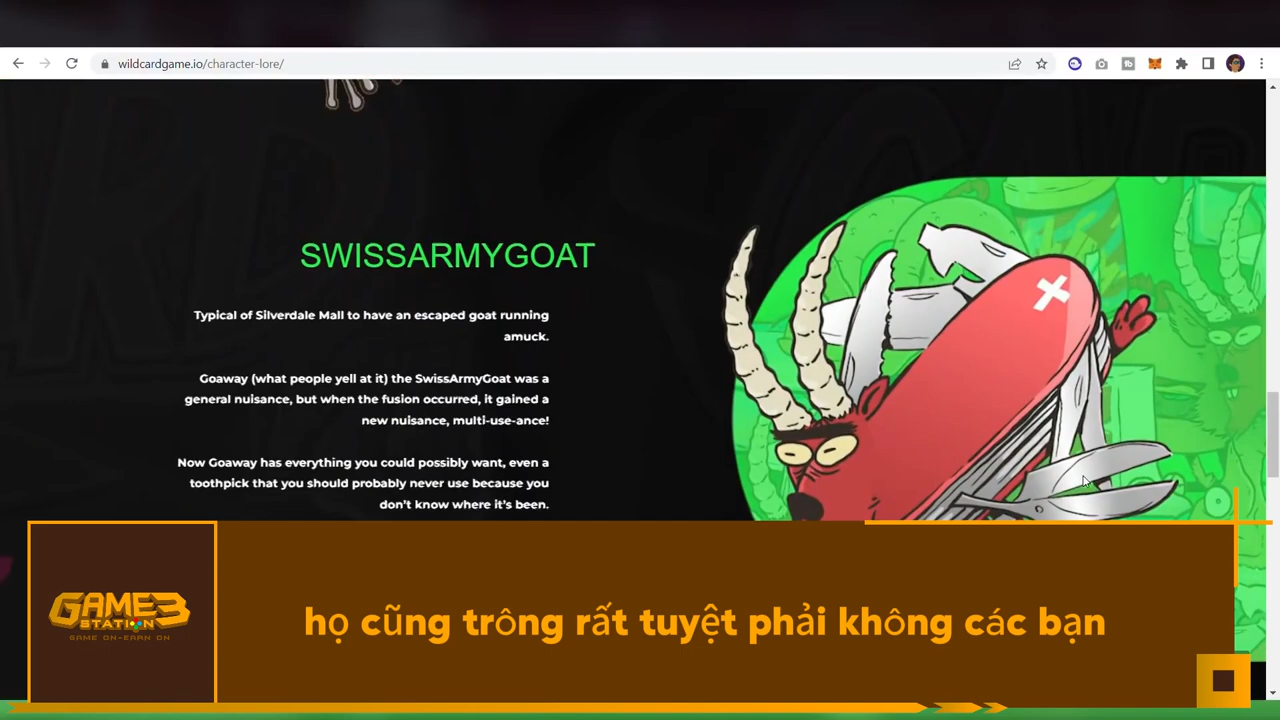 wildcardgame.io/character-lore/
SWISSARMYGOAT
Typical of Silverdale Mall to have an escaped goat running
amuck.
Goaway (what people yell at it) the SwissArmyGoat was a
general nuisance, but when the fusion occurred, it gained a
new nuisance, multi-use-ance!
Now Goaway has everything you could possibly want, even a
toothpick that you should probably never use because you
don't know where it's been.
GAME3
STATION
GAME ON-EARN ON
họ cũng trông rất tuyệt phải không các bạn